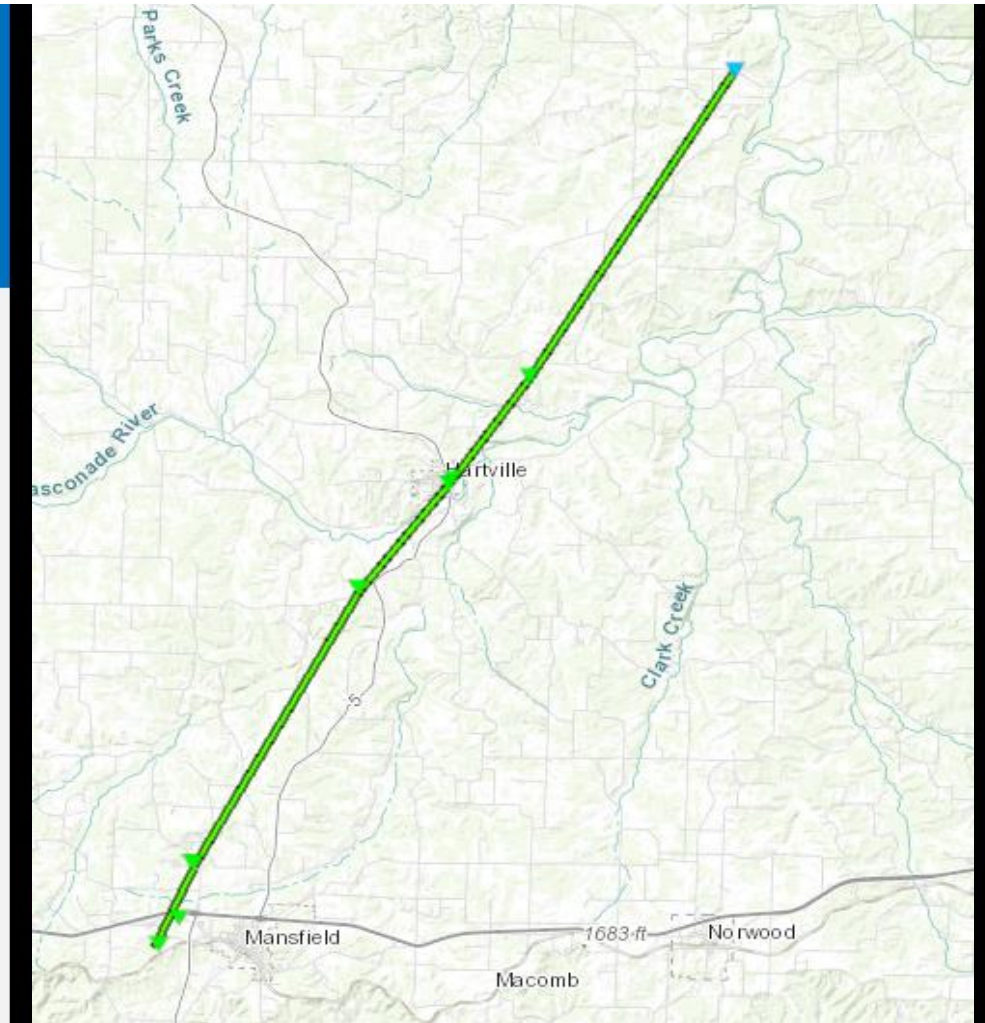 Parks Creek
Hartville
asconade River
Clark Creek
5
Mansfield
1683 ft
Norwood
Macomb